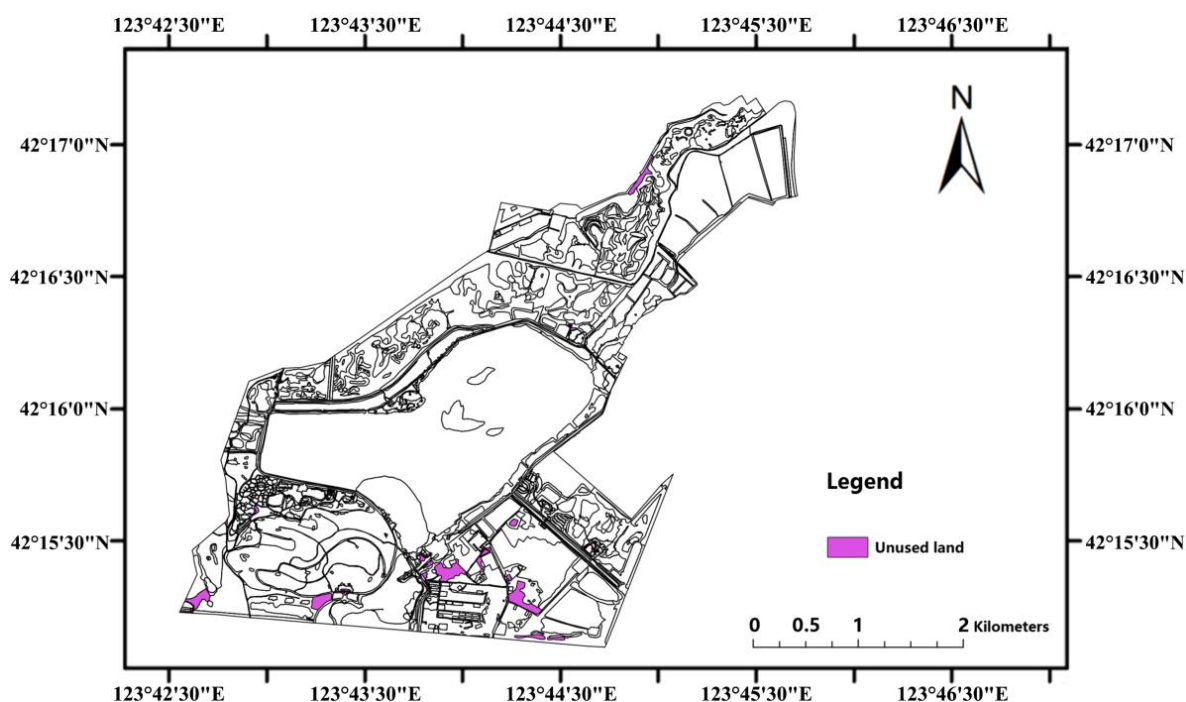 123°42'30"E 123°43'30"E 123°44'30"E 123°45'30"E 123°46'30"E
N
42°17'0"N 42°17'0"N
42°16'30"N 42°16'30"N
42°16'0"N 42°16'0"N
Legend
42°15'30"N 42°15'30"N
Unused land
0 0.5 1 2 Kilometers
123°42'30"E 123°43'30"E 123°44'30"E 123°45'30"E 123°46'30"E